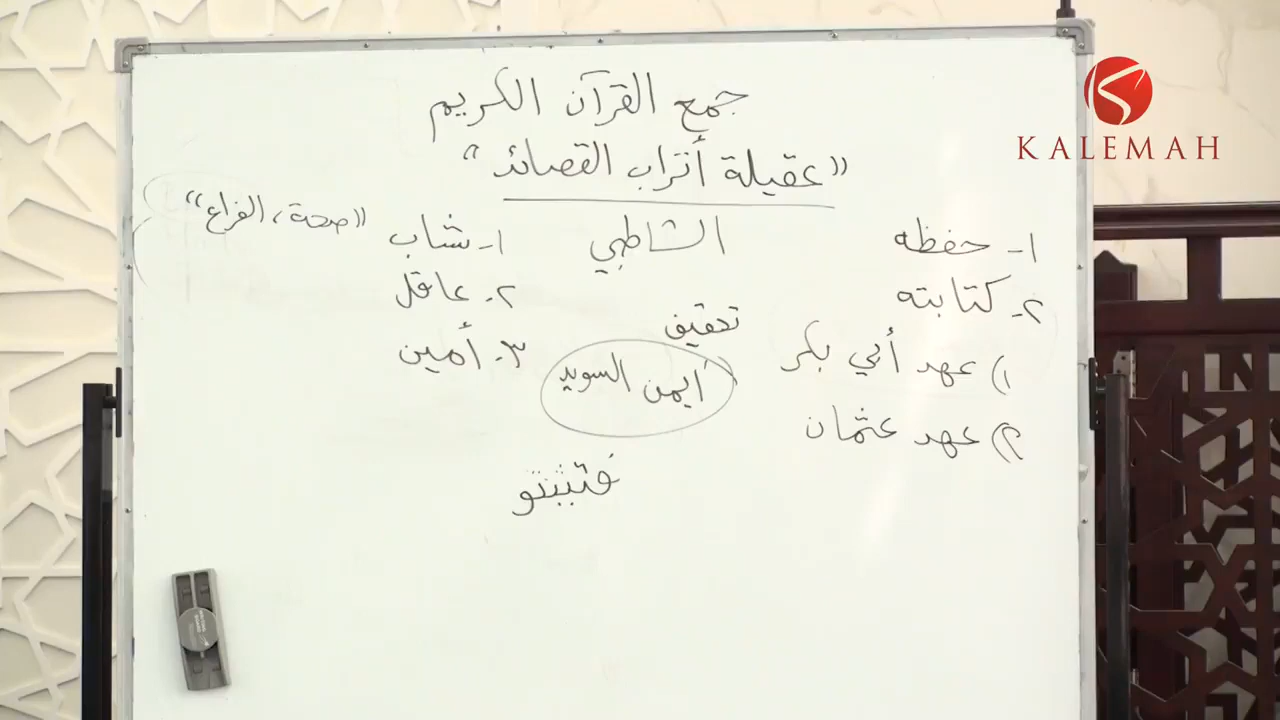 جمع القرآن الكريم
"عقيلة أتراب القصائد"
الشاطبي
١- حفظه
٢- كتابته
١) عهد أبي بكر
٢) عهد عثمان
تحقيق
أيمن السويد
١- شاب
"صحة، الفراغ"
٢- عاقل
٣- أمين
KALEMAH